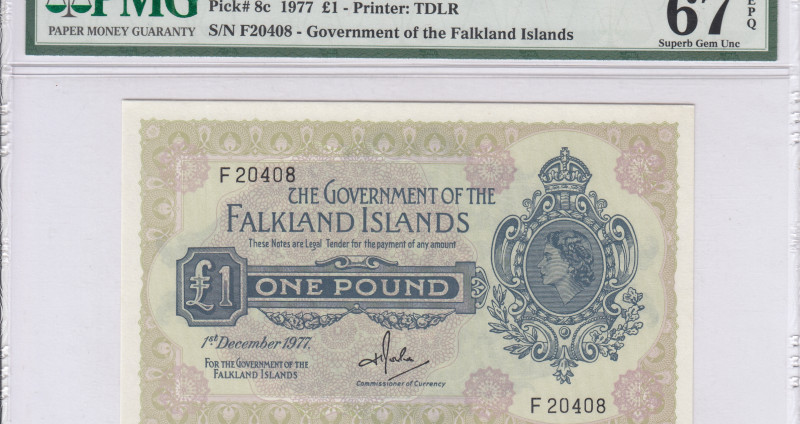 PMG
PAPER MONEY GUARANTY
Pick# 8c 1977 £1 - Printer: TDLR
S/N F20408 - Government of the Falkland Islands
67 EPQ
Superb Gem Unc
F 20408
THE GOVERNMENT OF THE
FALKLAND ISLANDS
These Notes are Legal Tender for the payment of any amount
£1 ONE POUND
1st December 1977.
FOR THE GOVERNMENT OF THE
FALKLAND ISLANDS
Commissioner of Currency
F 20408